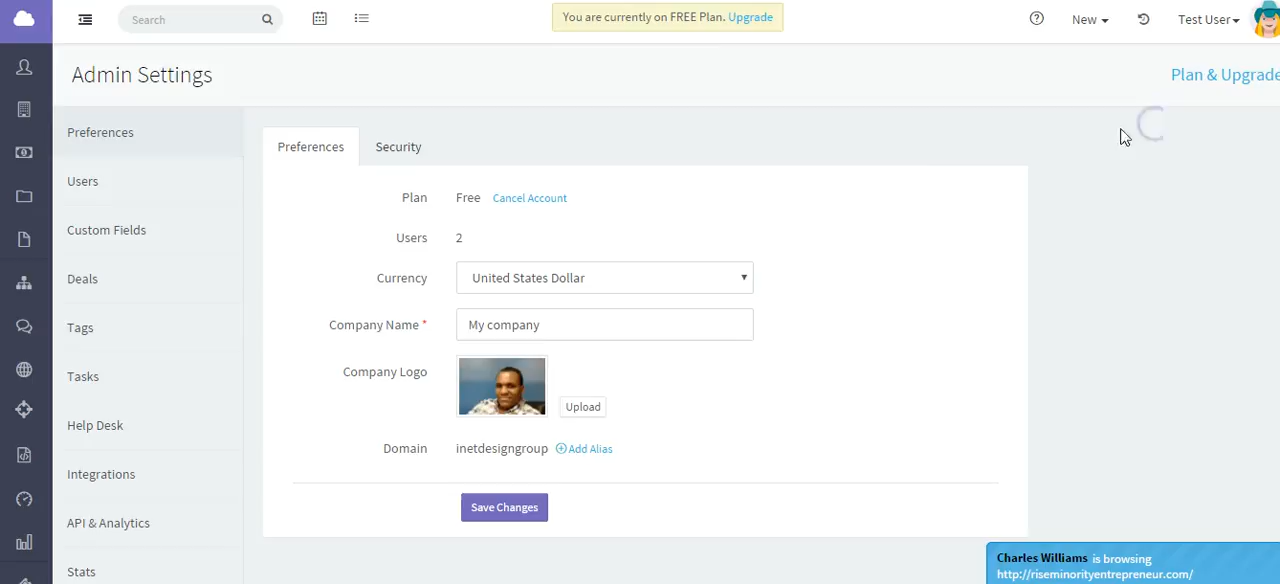 Search
You are currently on FREE Plan. Upgrade
New
Test User
Admin Settings
Plan & Upgrade
Preferences
Users
Custom Fields
Deals
Tags
Tasks
Help Desk
Integrations
API & Analytics
Stats
Preferences
Security
Plan Free Cancel Account
Users 2
Currency United States Dollar
Company Name * My company
Company Logo
Upload
Domain inetdesigngroup Add Alias
Save Changes
Charles Williams is browsing
http://riseminorityentrepreneur.com/